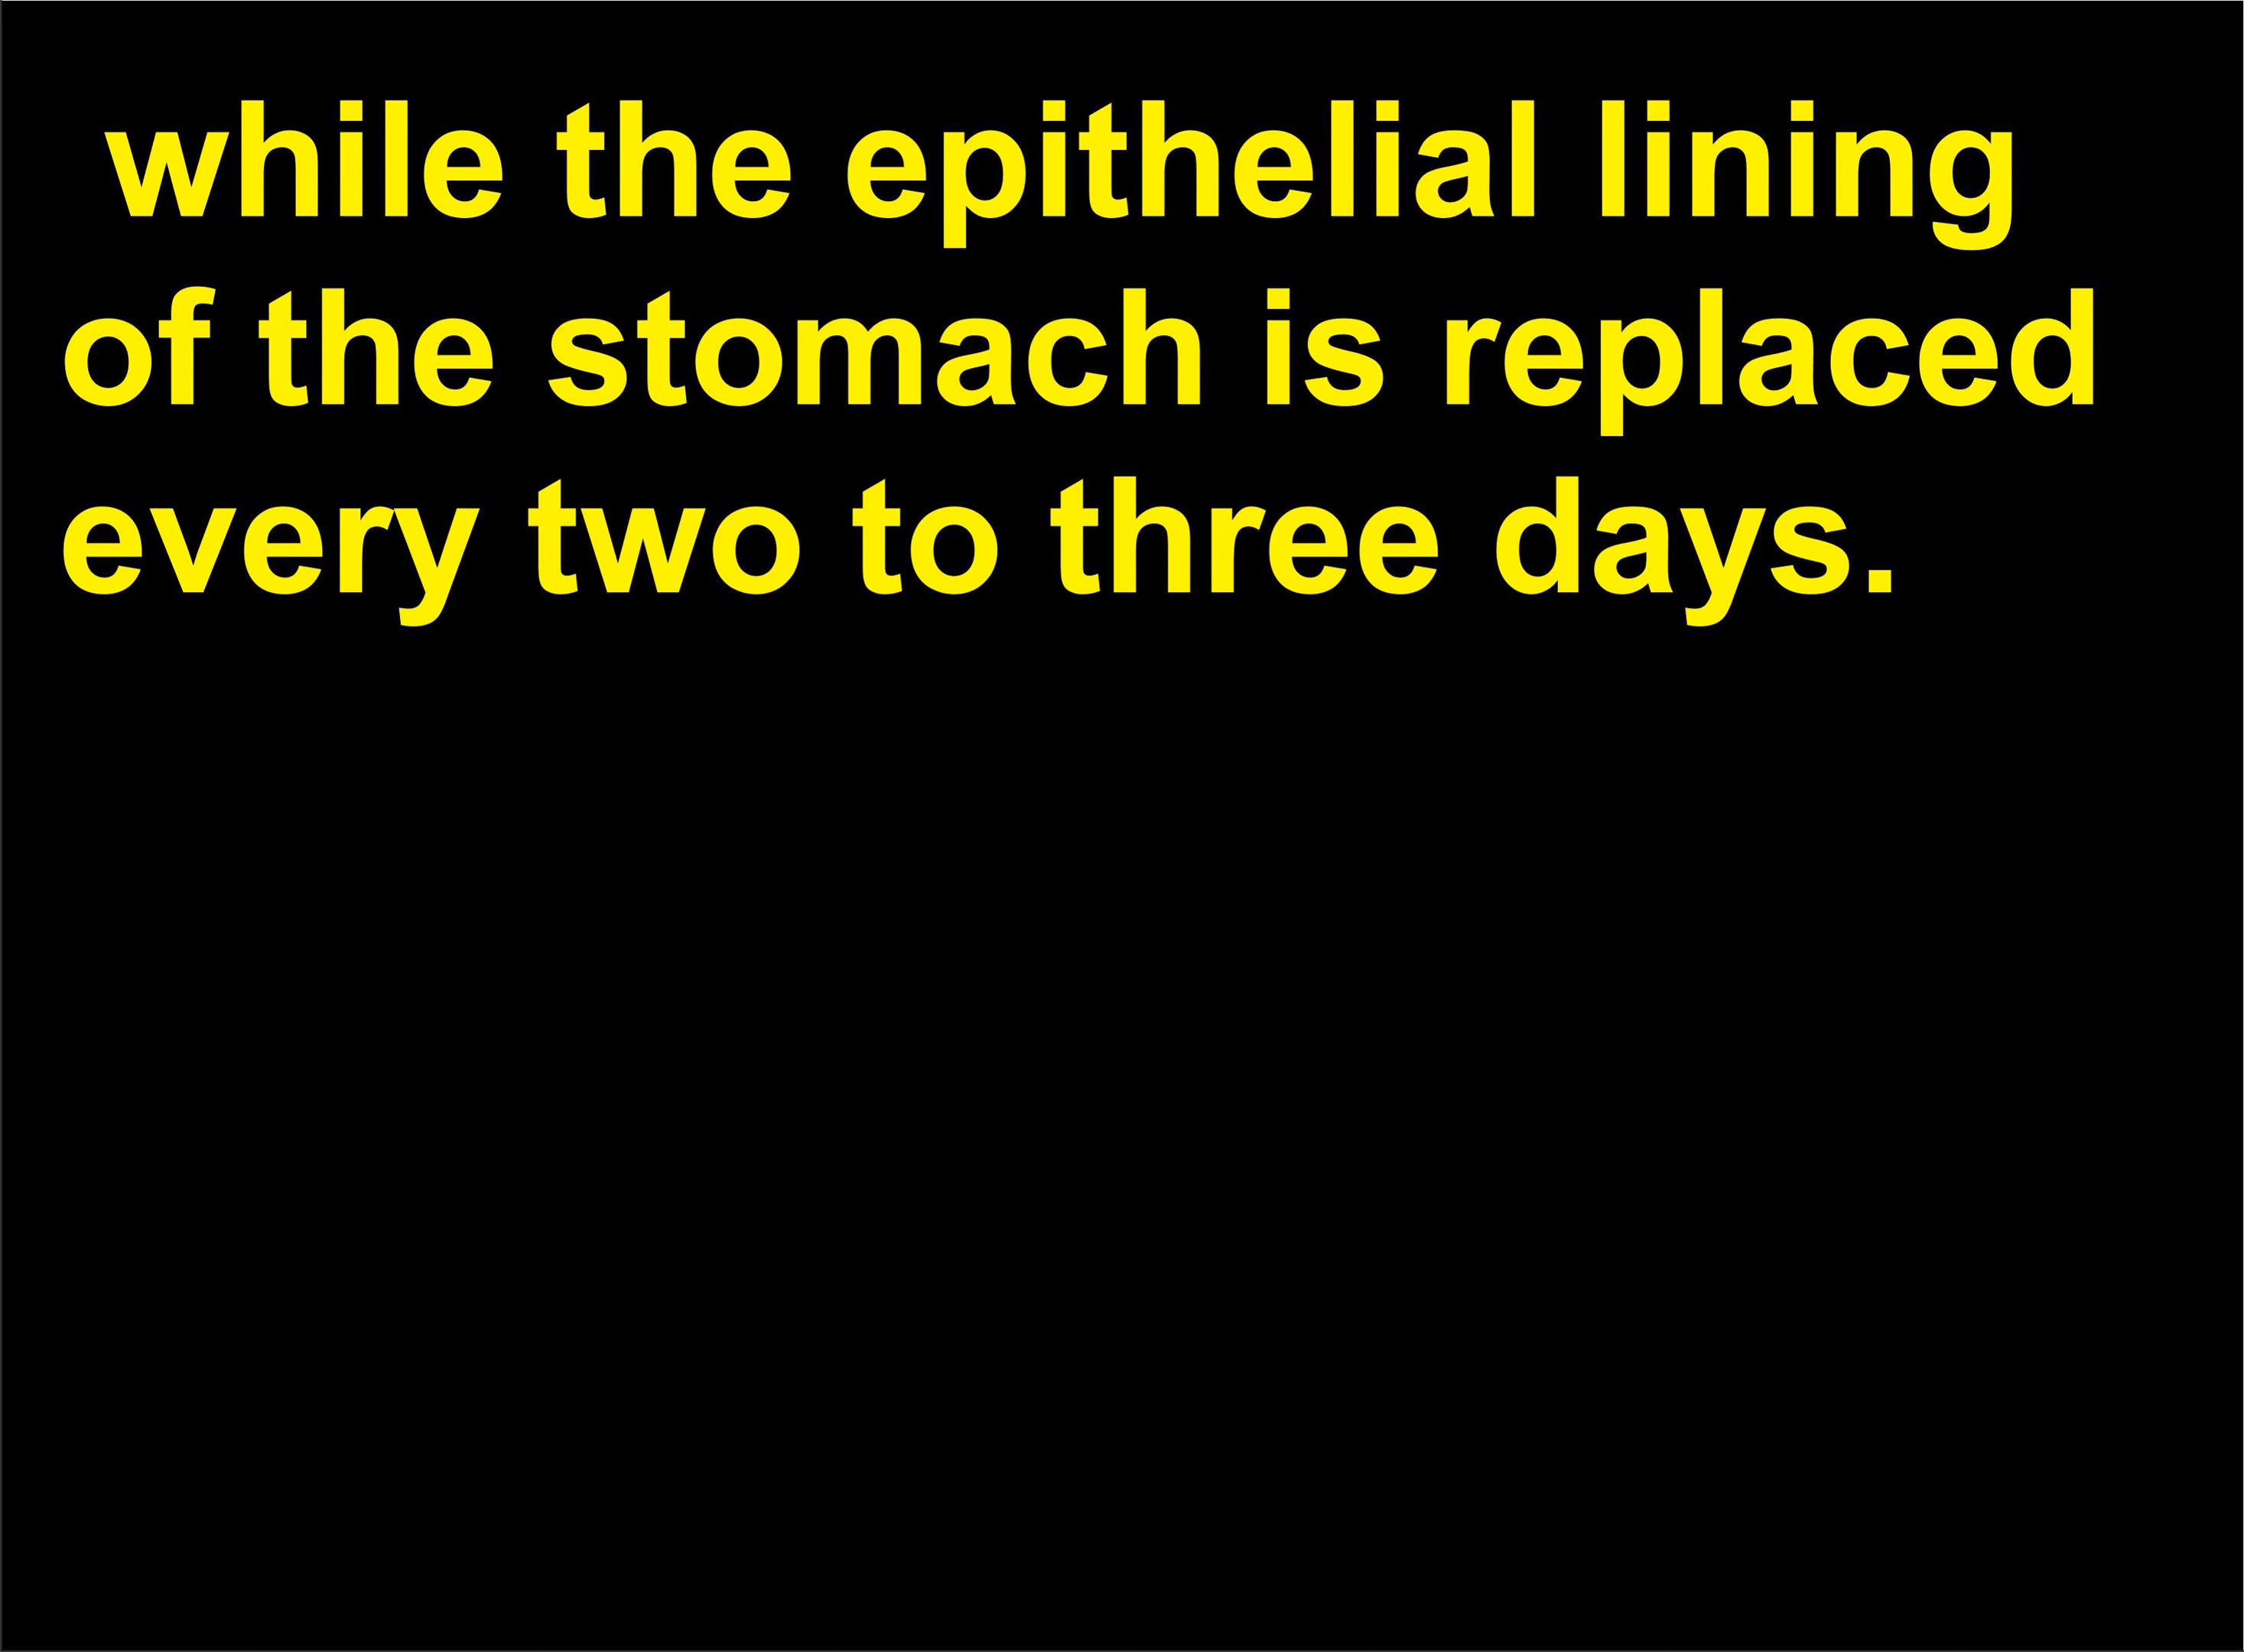 while the epithelial lining
of the stomach is replaced
every two to three days.